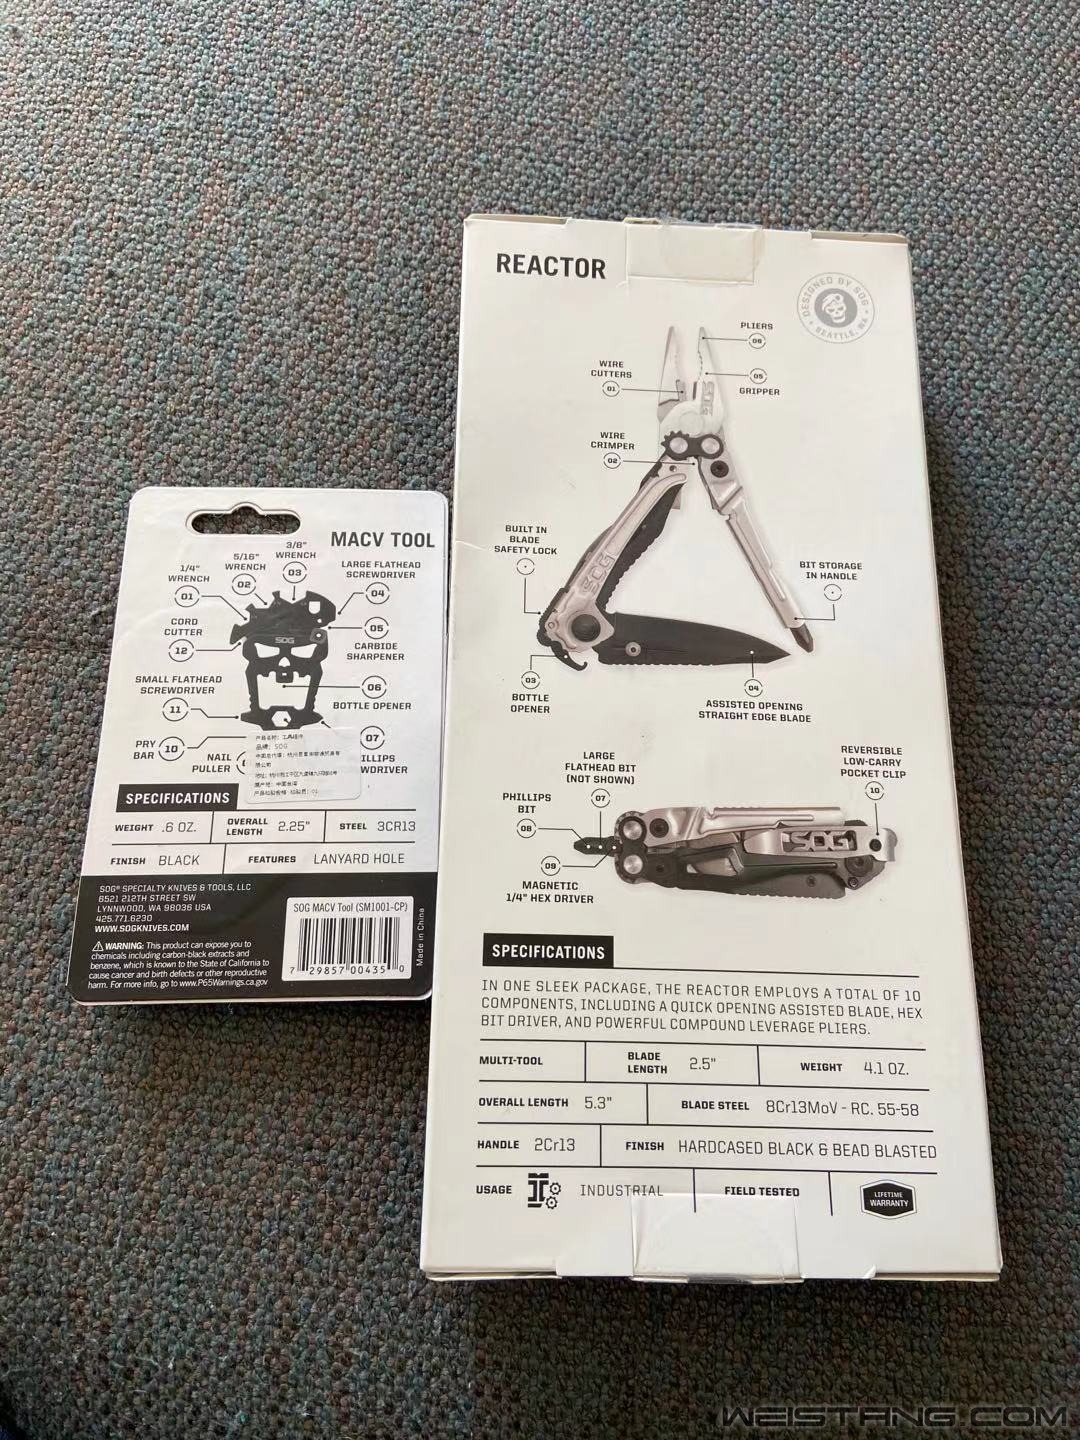 MACV TOOL
1/4"
WRENCH
01
5/16"
WRENCH
02
3/8"
WRENCH
03
LARGE FLATHEAD
SCREWDRIVER
04
05
CARBIDE
SHARPENER
CORD
CUTTER
12
SOG
06
BOTTLE OPENER
SMALL FLATHEAD
SCREWDRIVER
11
PRY
BAR
10
NAIL
PULLER
07
ILLIPS
WDRIVER
品牌: SOG
SPECIFICATIONS
WEIGHT .6 OZ.
OVERALL
LENGTH 2.25"
STEEL 3CR13
FINISH BLACK
FEATURES LANYARD HOLE
SOG® SPECIALTY KNIVES & TOOLS, LLC
6521 212TH STREET SW
LYNNWOOD, WA 98036 USA
425.771.6230
WWW.SOGKNIVES.COM
WARNING: This product can expose you to
chemicals including carbon-black extracts and
benzene, which is known to the State of California to
cause cancer and birth defects or other reproductive
harm. For more info, go to www.P65Warnings.ca.gov
SOG MACV Tool (SM1001-CP)
7 29857 00435 0
Made in China
REACTOR
DESIGNED BY SOG
SEATTLE, WA
PLIERS
06
WIRE
CUTTERS
01
05
GRIPPER
SOG
WIRE
CRIMPER
02
BUILT IN
BLADE
SAFETY LOCK
BIT STORAGE
IN HANDLE
SOG
03
BOTTLE
OPENER
04
ASSISTED OPENING
STRAIGHT EDGE BLADE
LARGE
FLATHEAD BIT
(NOT SHOWN)
07
REVERSIBLE
LOW-CARRY
POCKET CLIP
10
PHILLIPS
BIT
08
SOG
09
MAGNETIC
1/4" HEX DRIVER
SPECIFICATIONS
IN ONE SLEEK PACKAGE, THE REACTOR EMPLOYS A TOTAL OF 10
COMPONENTS, INCLUDING A QUICK OPENING ASSISTED BLADE, HEX
BIT DRIVER, AND POWERFUL COMPOUND LEVERAGE PLIERS.
MULTI-TOOL
BLADE
LENGTH 2.5"
WEIGHT 4.1 OZ.
OVERALL LENGTH 5.3"
BLADE STEEL 8Cr13MoV - RC. 55-58
HANDLE 2Cr13
FINISH HARDCASED BLACK & BEAD BLASTED
USAGE INDUSTRIAL
FIELD TESTED
LIFETIME
WARRANTY
WEISTANG.COM